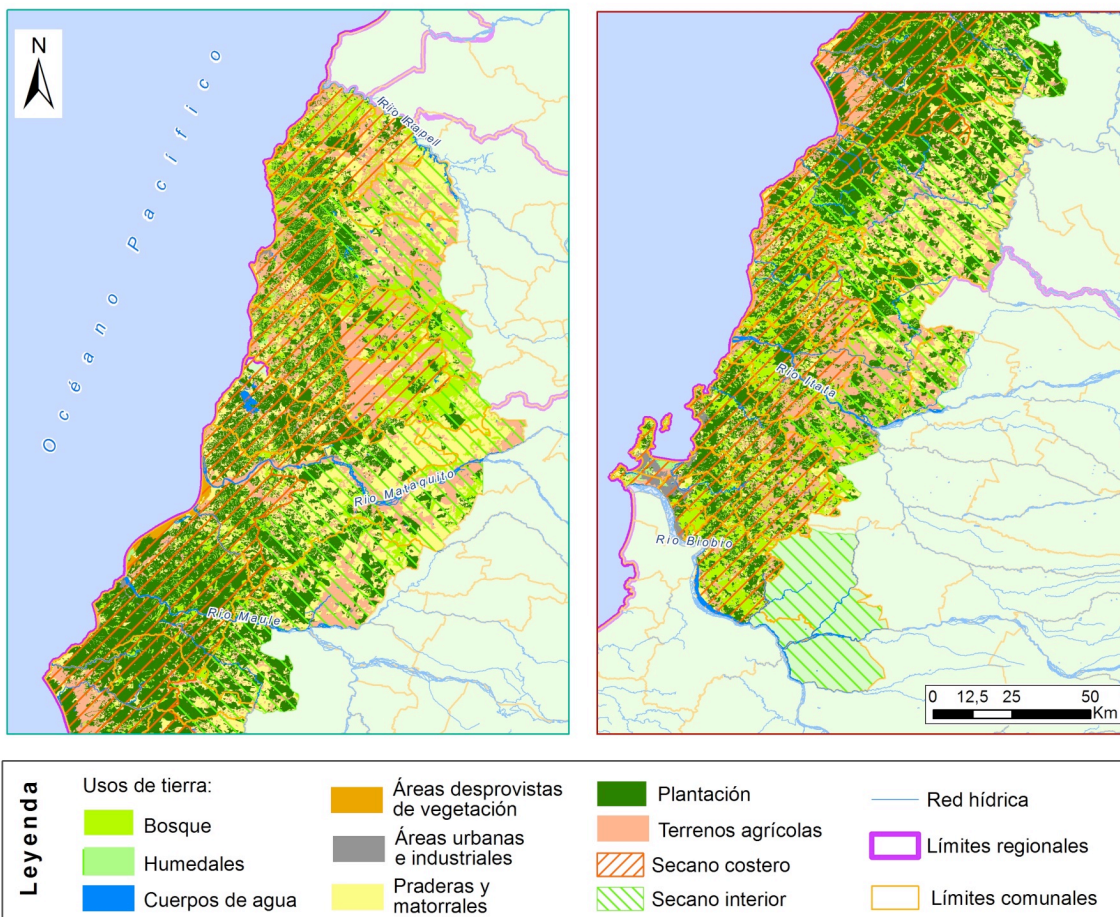 N
Océano Pacífico
Río Rapel
Río Mataquito
Río Maule
Río Itata
Río Biobio
0 12,5 25 50
Km
Leyenda
Usos de tierra:
Bosque
Humedales
Cuerpos de agua
Áreas desprovistas
de vegetación
Áreas urbanas
e industriales
Praderas y
matorrales
Plantación
Terrenos agrícolas
Secano costero
Secano interior
Red hídrica
Límites regionales
Límites comunales